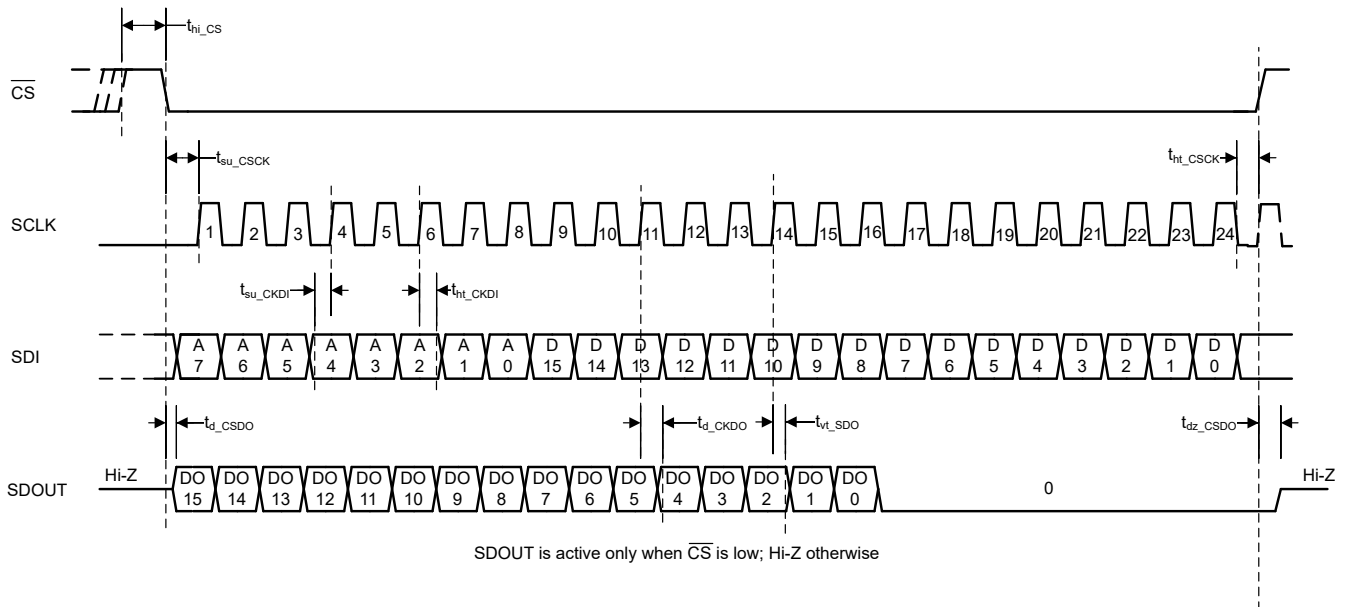 t_hi_CS
CS
t_su_CSCK
t_ht_CSCK
SCLK
1 2 3 4 5 6 7 8 9 10 11 12 13 14 15 16 17 18 19 20 21 22 23 24
t_su_CKDI
t_ht_CKDI
SDI
A A A A A A A A D D D D D D D D D D D D D D D D
7 6 5 4 3 2 1 0 15 14 13 12 11 10 9 8 7 6 5 4 3 2 1 0
t_d_CSDO
t_d_CKDO
t_vt_SDO
t_dz_CSDO
SDOUT
Hi-Z
DO DO DO DO DO DO DO DO DO DO DO DO DO DO DO DO
15 14 13 12 11 10 9 8 7 6 5 4 3 2 1 0
0
Hi-Z
SDOUT is active only when CS is low; Hi-Z otherwise